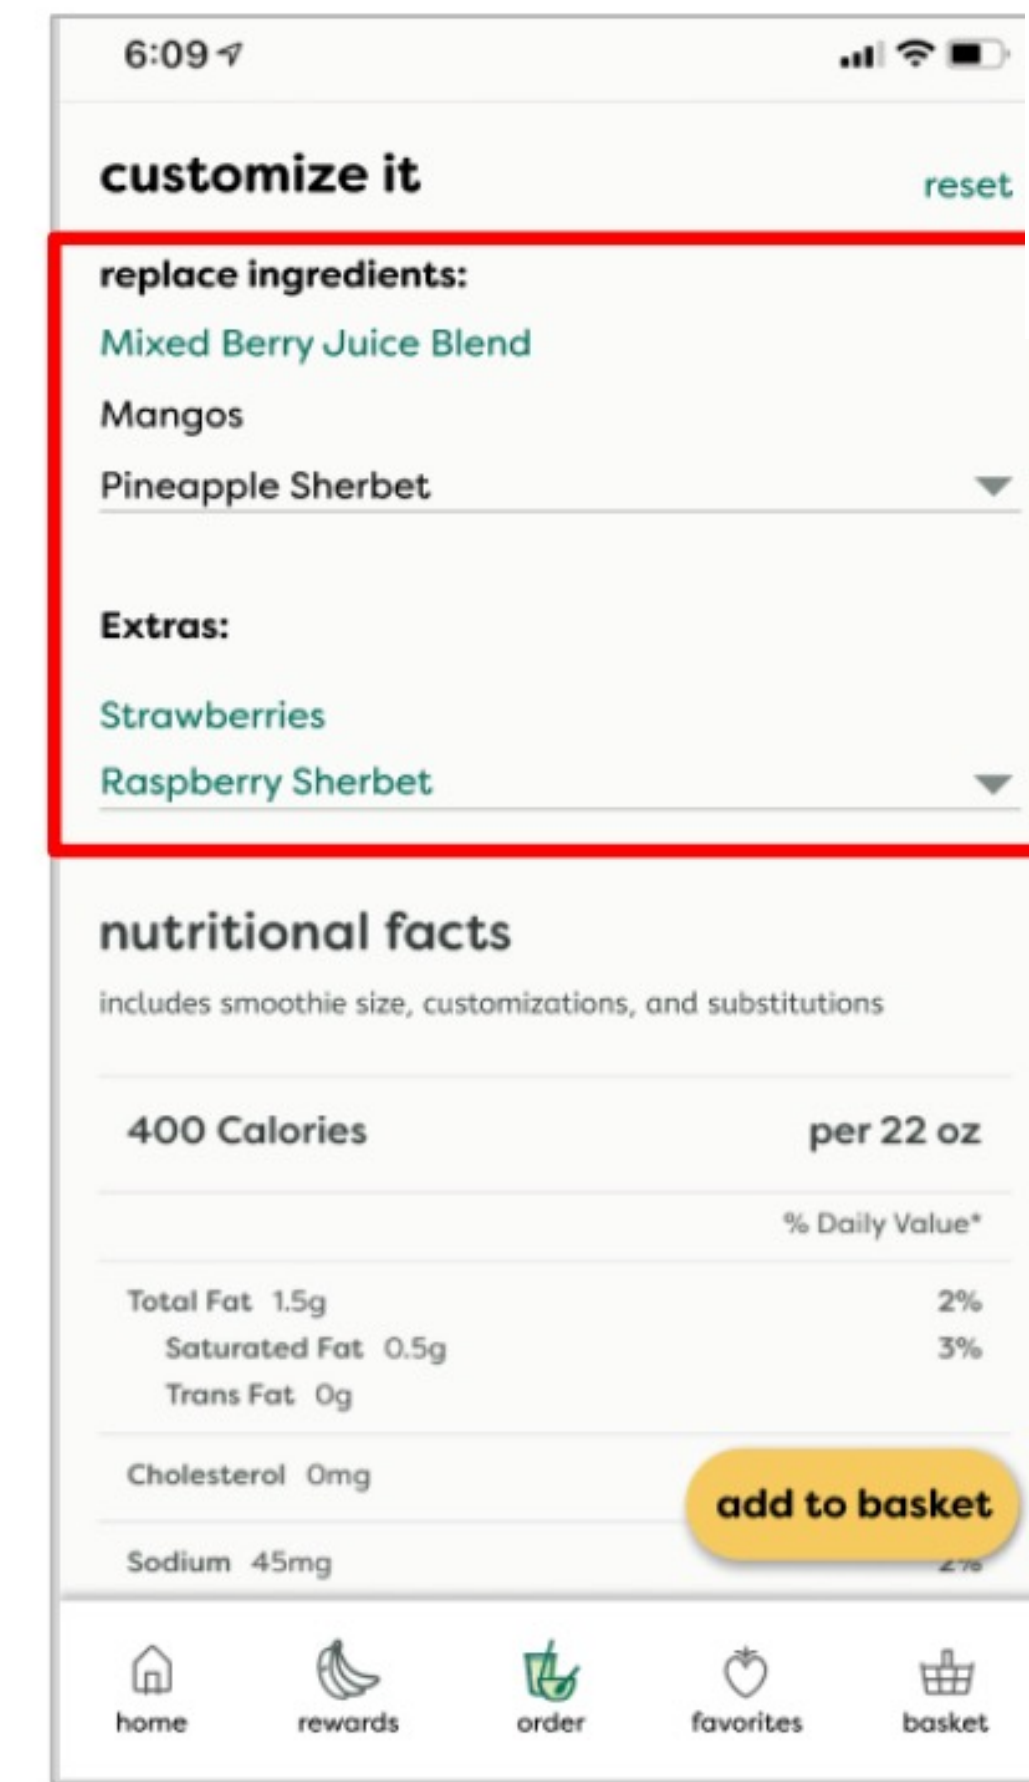 6:09
customize it
reset
replace ingredients:
Mixed Berry Juice Blend
Mangos
Pineapple Sherbet
Extras:
Strawberries
Raspberry Sherbet
nutritional facts
includes smoothie size, customizations, and substitutions
400 Calories per 22 oz
% Daily Value*
Total Fat 1.5g 2%
Saturated Fat 0.5g 3%
Trans Fat 0g
Cholesterol 0mg
add to basket
Sodium 45mg 2%
home rewards order favorites basket